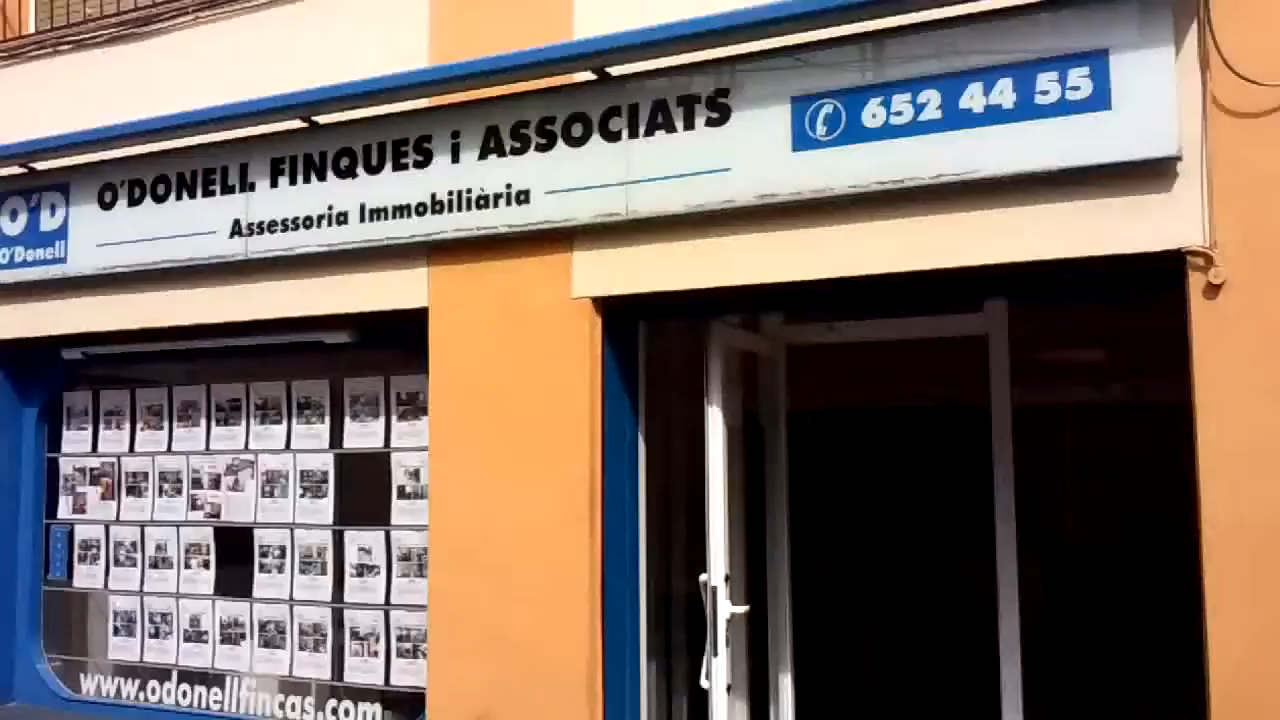 O'D
O'Donell
O'DONELL FINQUES i ASSOCIATS
Assessoria Immobiliària
652 44 55
www.odonellfincas.com